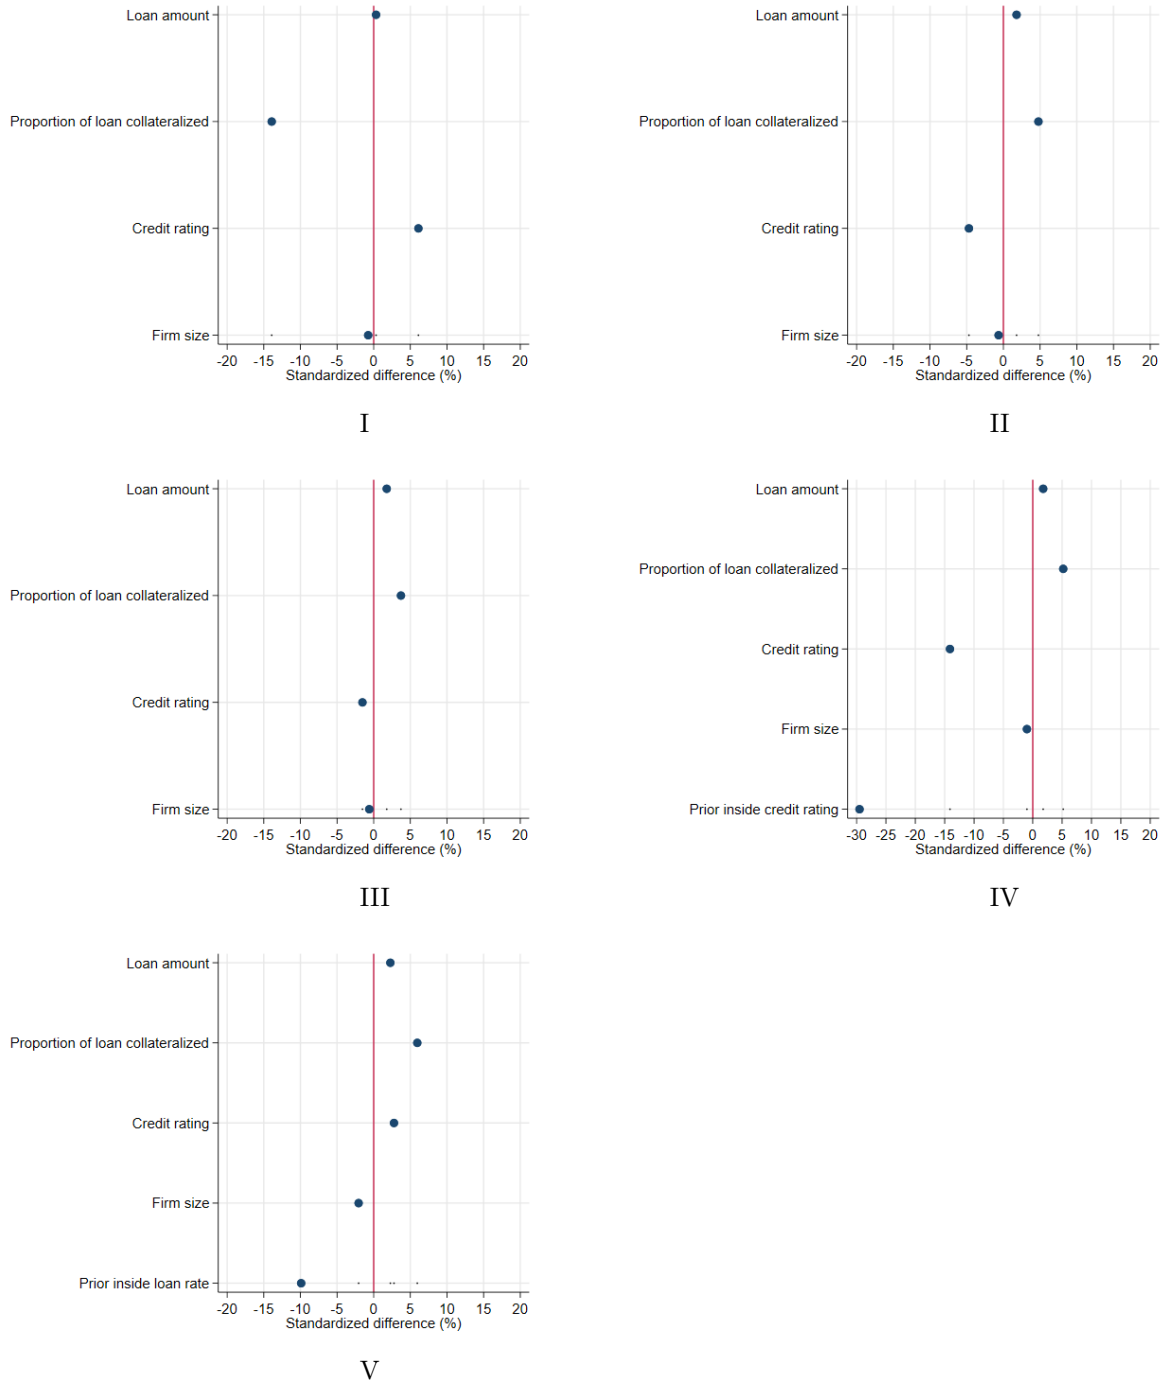 Loan amount
Proportion of loan collateralized
Credit rating
Firm size
-20 -15 -10 -5 0 5 10 15 20
Standardized difference (%)
I
Loan amount
Proportion of loan collateralized
Credit rating
Firm size
-20 -15 -10 -5 0 5 10 15 20
Standardized difference (%)
II
Loan amount
Proportion of loan collateralized
Credit rating
Firm size
-20 -15 -10 -5 0 5 10 15 20
Standardized difference (%)
III
Loan amount
Proportion of loan collateralized
Credit rating
Firm size
Prior inside credit rating
-30 -25 -20 -15 -10 -5 0 5 10 15 20
Standardized difference (%)
IV
Loan amount
Proportion of loan collateralized
Credit rating
Firm size
Prior inside loan rate
-20 -15 -10 -5 0 5 10 15 20
Standardized difference (%)
V